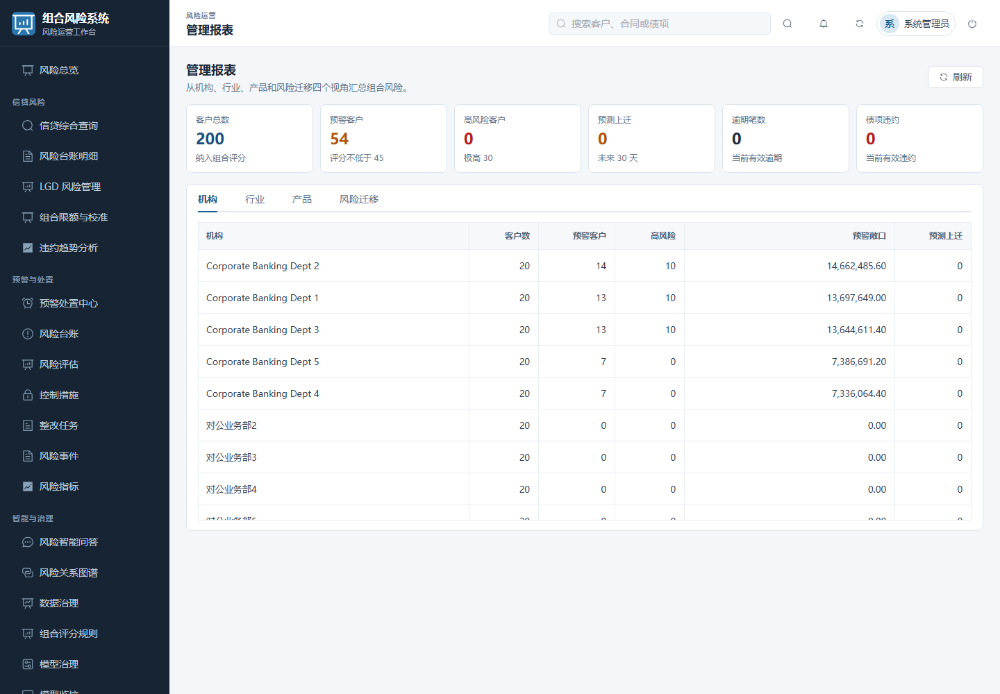 组合风险系统
风险运营工作台
风险总览
信贷风险
信贷综合查询
风险台账明细
LGD 风险管理
组合限额与校准
违约趋势分析
预警与处置
预警处置中心
风险台账
风险评估
控制措施
整改任务
风险事件
风险指标
智能与治理
风险智能问答
风险关系图谱
数据治理
组合评分规则
模型治理
模型监控
风险运营
管理报表
搜索客户、合同或债项
系 系统管理员
管理报表
从机构、行业、产品和风险迁移四个视角汇总组合风险。
刷新
客户总数
200
纳入组合评分
预警客户
54
评分不低于 45
高风险客户
0
极高 30
预测上迁
0
未来 30 天
逾期笔数
0
当前有效逾期
债项违约
0
当前有效违约
机构 行业 产品 风险迁移
机构 客户数 预警客户 高风险 预警敞口 预测上迁
Corporate Banking Dept 2 20 14 10 14,662,485.60 0
Corporate Banking Dept 1 20 13 10 13,697,649.00 0
Corporate Banking Dept 3 20 13 10 13,644,611.40 0
Corporate Banking Dept 5 20 7 0 7,386,691.20 0
Corporate Banking Dept 4 20 7 0 7,336,064.40 0
对公业务部2 20 0 0 0.00 0
对公业务部3 20 0 0 0.00 0
对公业务部4 20 0 0 0.00 0
对公业务部5 20 0 0 0.00 0